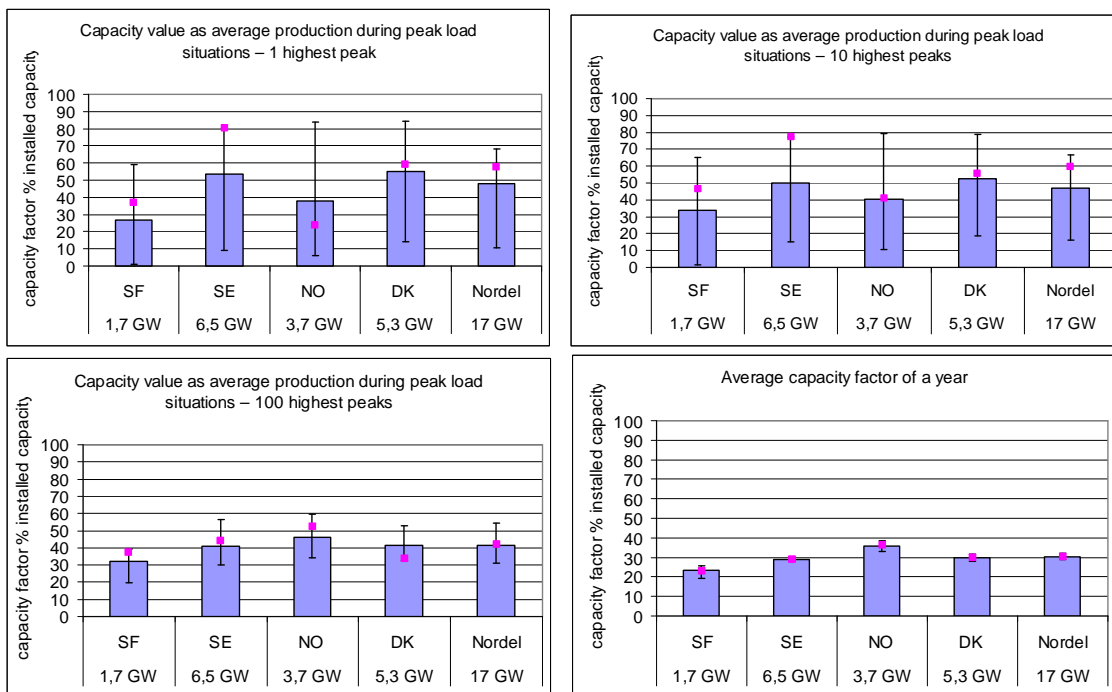 Capacity value as average production during peak load
situations – 1 highest peak
capacity factor % installed capacity
100
90
80
70
60
50
40
30
20
10
0
SF SE NO DK Nordel
1,7 GW 6,5 GW 3,7 GW 5,3 GW 17 GW
Capacity value as average production during peak load
situations – 10 highest peaks
capacity factor % installed capacity
100
90
80
70
60
50
40
30
20
10
0
SF SE NO DK Nordel
1,7 GW 6,5 GW 3,7 GW 5,3 GW 17 GW
Capacity value as average production during peak load
situations – 100 highest peaks
capacity factor % installed capacity
100
90
80
70
60
50
40
30
20
10
0
SF SE NO DK Nordel
1,7 GW 6,5 GW 3,7 GW 5,3 GW 17 GW
Average capacity factor of a year
capacity factor % installed capacity
100
90
80
70
60
50
40
30
20
10
0
SF SE NO DK Nordel
1,7 GW 6,5 GW 3,7 GW 5,3 GW 17 GW